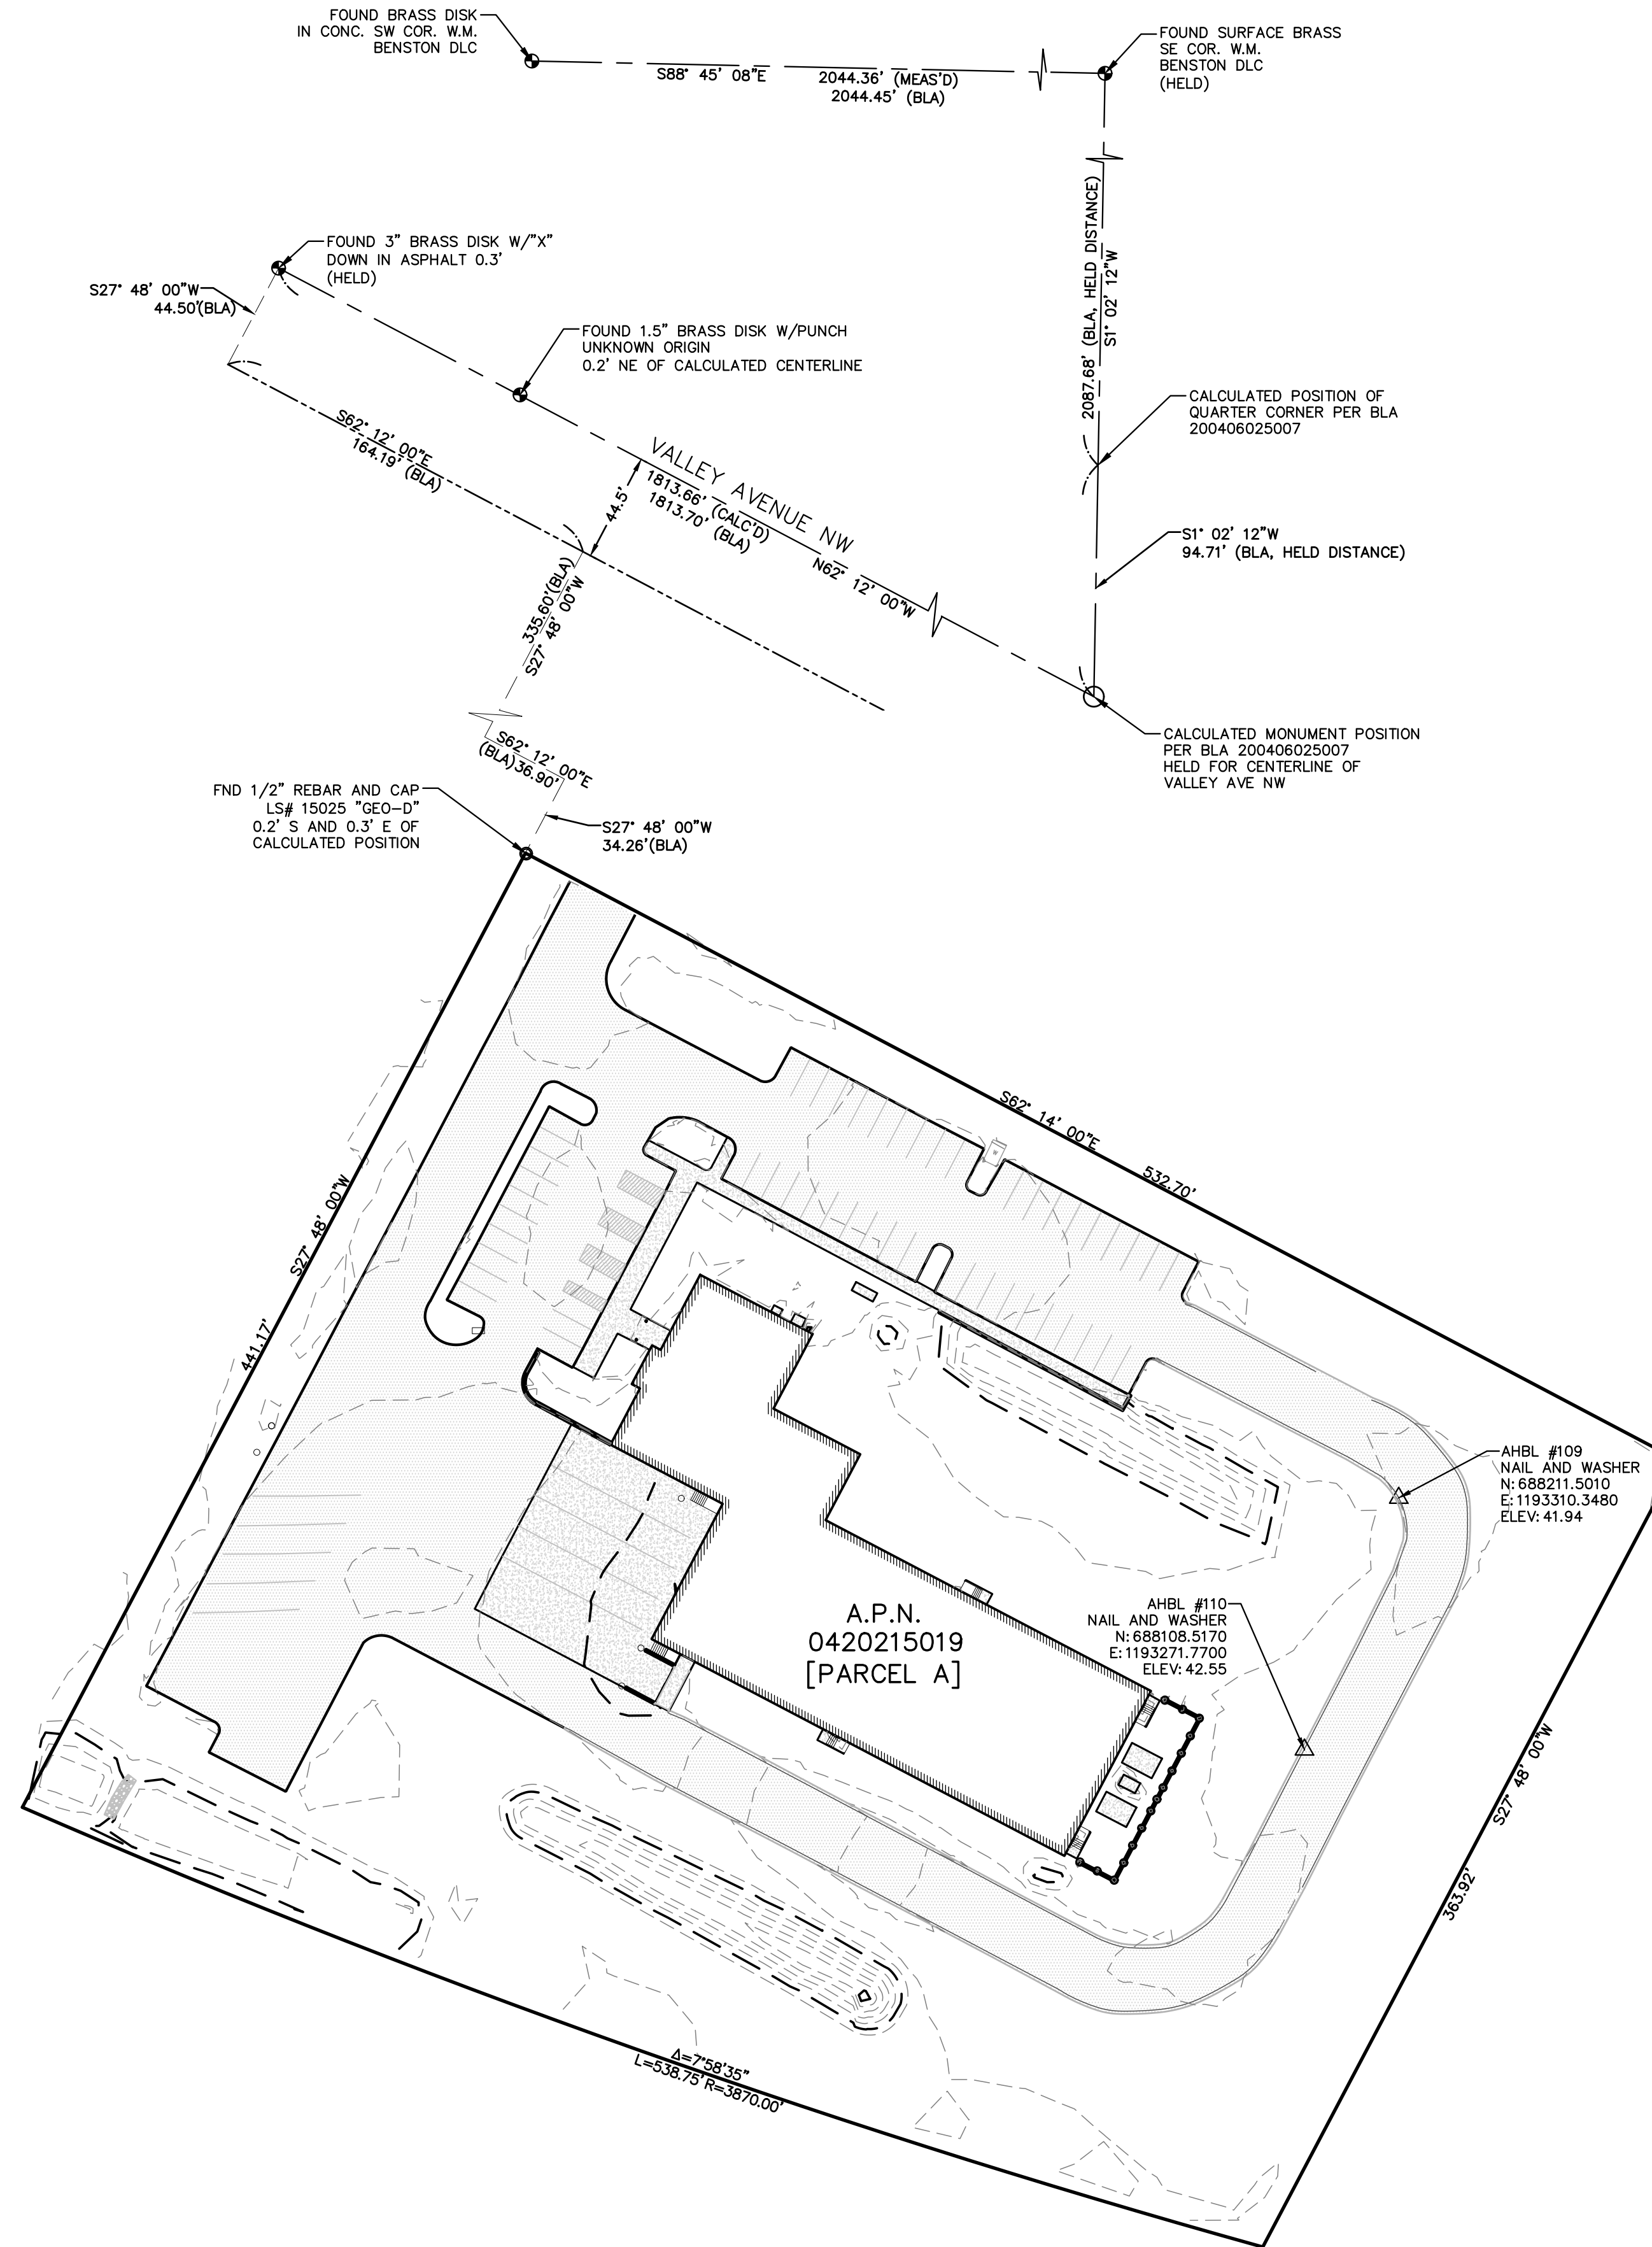 FOUND BRASS DISK
IN CONC. SW COR. W.M.
BENSTON DLC
S88° 45' 08"E
2044.36' (MEAS'D)
2044.45' (BLA)
FOUND SURFACE BRASS
SE COR. W.M.
BENSTON DLC
(HELD)
2087.68' (BLA, HELD DISTANCE)
S1° 02' 12"W
FOUND 3" BRASS DISK W/"X"
DOWN IN ASPHALT 0.3'
(HELD)
S27° 48' 00"W
44.50'(BLA)
FOUND 1.5" BRASS DISK W/PUNCH
UNKNOWN ORIGIN
0.2' NE OF CALCULATED CENTERLINE
CALCULATED POSITION OF
QUARTER CORNER PER BLA
200406025007
S62° 12' 00"E
164.19' (BLA)
VALLEY AVENUE NW
1813.66' (CALC'D)
1813.70' (BLA)
N62° 12' 00"W
44.5'
S1° 02' 12"W
94.71' (BLA, HELD DISTANCE)
335.60'(BLA)
S27° 48' 00"W
CALCULATED MONUMENT POSITION
PER BLA 200406025007
HELD FOR CENTERLINE OF
VALLEY AVE NW
S62° 12' 00"E
(BLA)36.90'
FND 1/2" REBAR AND CAP
LS# 15025 "GEO-D"
0.2' S AND 0.3' E OF
CALCULATED POSITION
S27° 48' 00"W
34.26'(BLA)
S62° 14' 00"E
532.70'
S27° 48' 00"W
441.17'
AHBL #109
NAIL AND WASHER
N: 688211.5010
E: 1193310.3480
ELEV: 41.94
AHBL #110
NAIL AND WASHER
N: 688108.5170
E: 1193271.7700
ELEV: 42.55
A.P.N.
0420215019
[PARCEL A]
S27° 48' 00"W
363.92'
Δ=7°58'35"
L=538.75' R=3870.00'